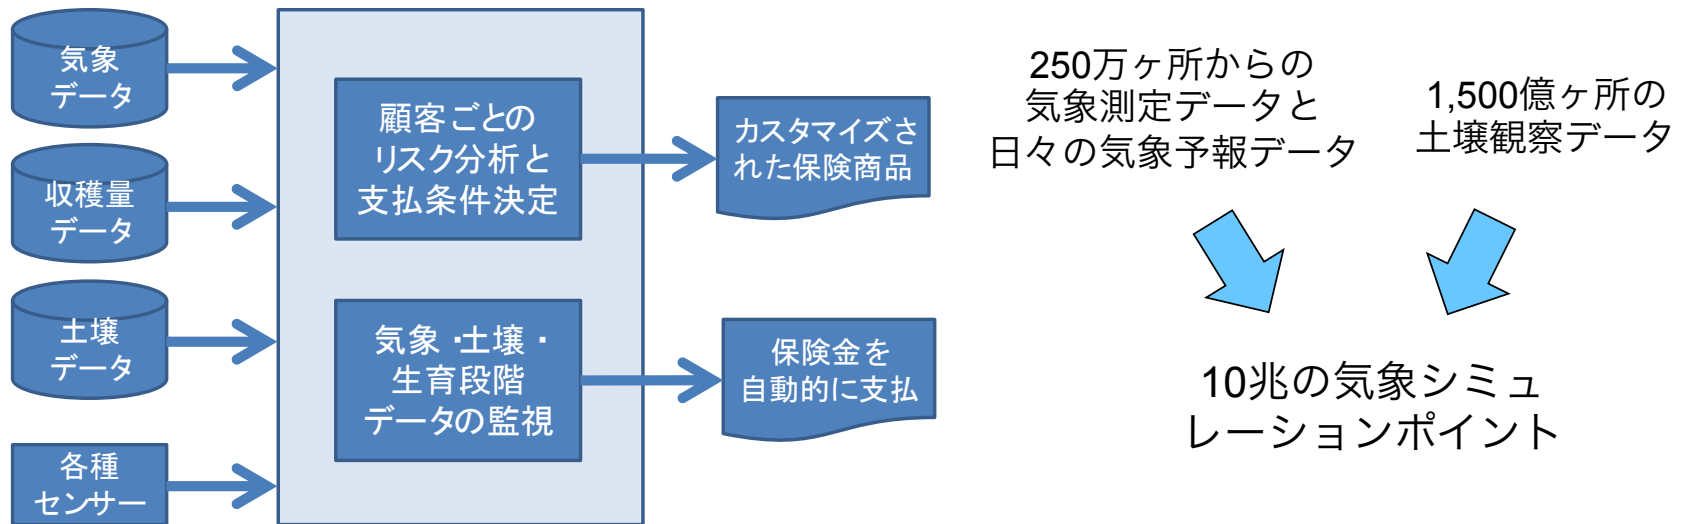 気象
データ
収穫量
データ
土壌
データ
各種
センサー
顧客ごとの
リスク分析と
支払条件決定
気象・土壌・
生育段階
データの監視
カスタマイズさ
れた保険商品
保険金を
自動的に支払
250万ヶ所からの
気象測定データと
日々の気象予報データ
1,500億ヶ所の
土壌観察データ
10兆の気象シミュ
レーションポイント